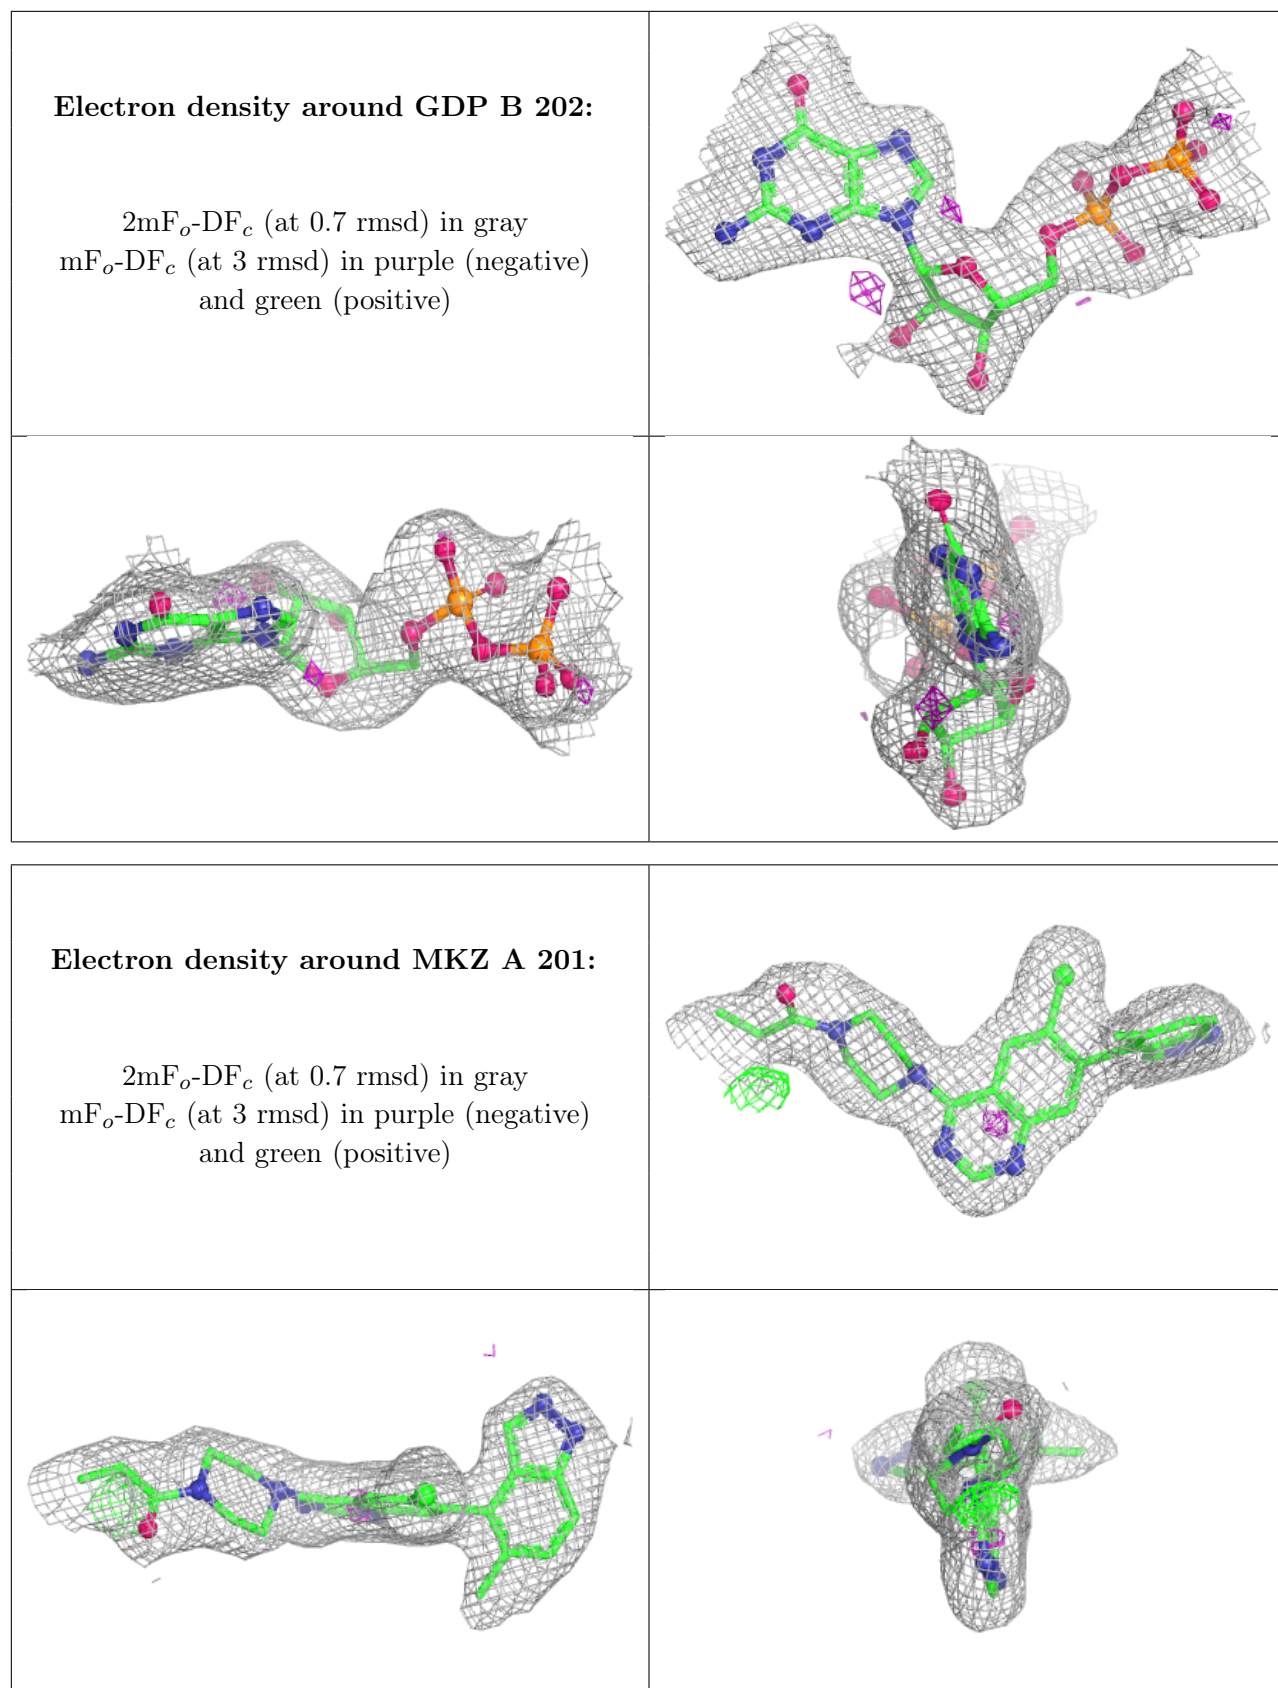 Electron density around GDP B 202:
2mFₒ-DF𝒸 (at 0.7 rmsd) in gray
mFₒ-DF𝒸 (at 3 rmsd) in purple (negative)
and green (positive)
Electron density around MKZ A 201:
2mFₒ-DF𝒸 (at 0.7 rmsd) in gray
mFₒ-DF𝒸 (at 3 rmsd) in purple (negative)
and green (positive)